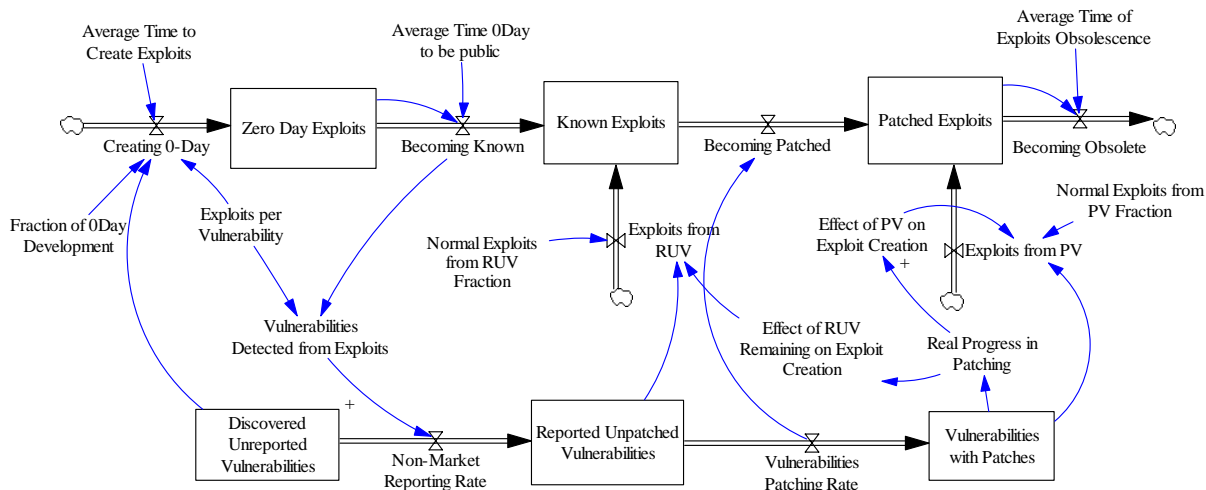 Average Time to
Create Exploits
Average Time 0Day
to be public
Average Time of
Exploits Obsolescence
Zero Day Exploits
Known Exploits
Patched Exploits
Creating 0-Day
Becoming Known
Becoming Patched
Becoming Obsolete
Fraction of 0Day
Development
Exploits per
Vulnerability
Normal Exploits
from RUV
Fraction
Exploits from
RUV
Effect of PV on
Exploit Creation
+
Normal Exploits from
PV Fraction
Exploits from PV
Vulnerabilities
Detected from Exploits
Effect of RUV
Remaining on Exploit
Creation
Real Progress in
Patching
+
Discovered
Unreported
Vulnerabilities
Non-Market
Reporting Rate
Reported Unpatched
Vulnerabilities
Vulnerabilities
Patching Rate
Vulnerabilities
with Patches